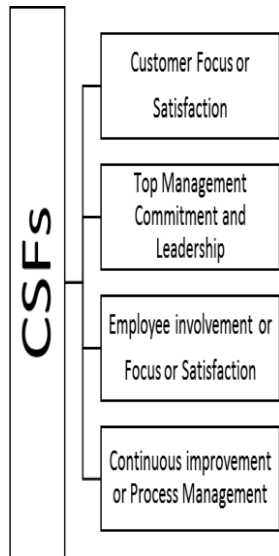 CSFs
Customer Focus or
Satisfaction
Top Management
Commitment and
Leadership
Employee involvement or
Focus or Satisfaction
Continuous improvement
or Process Management